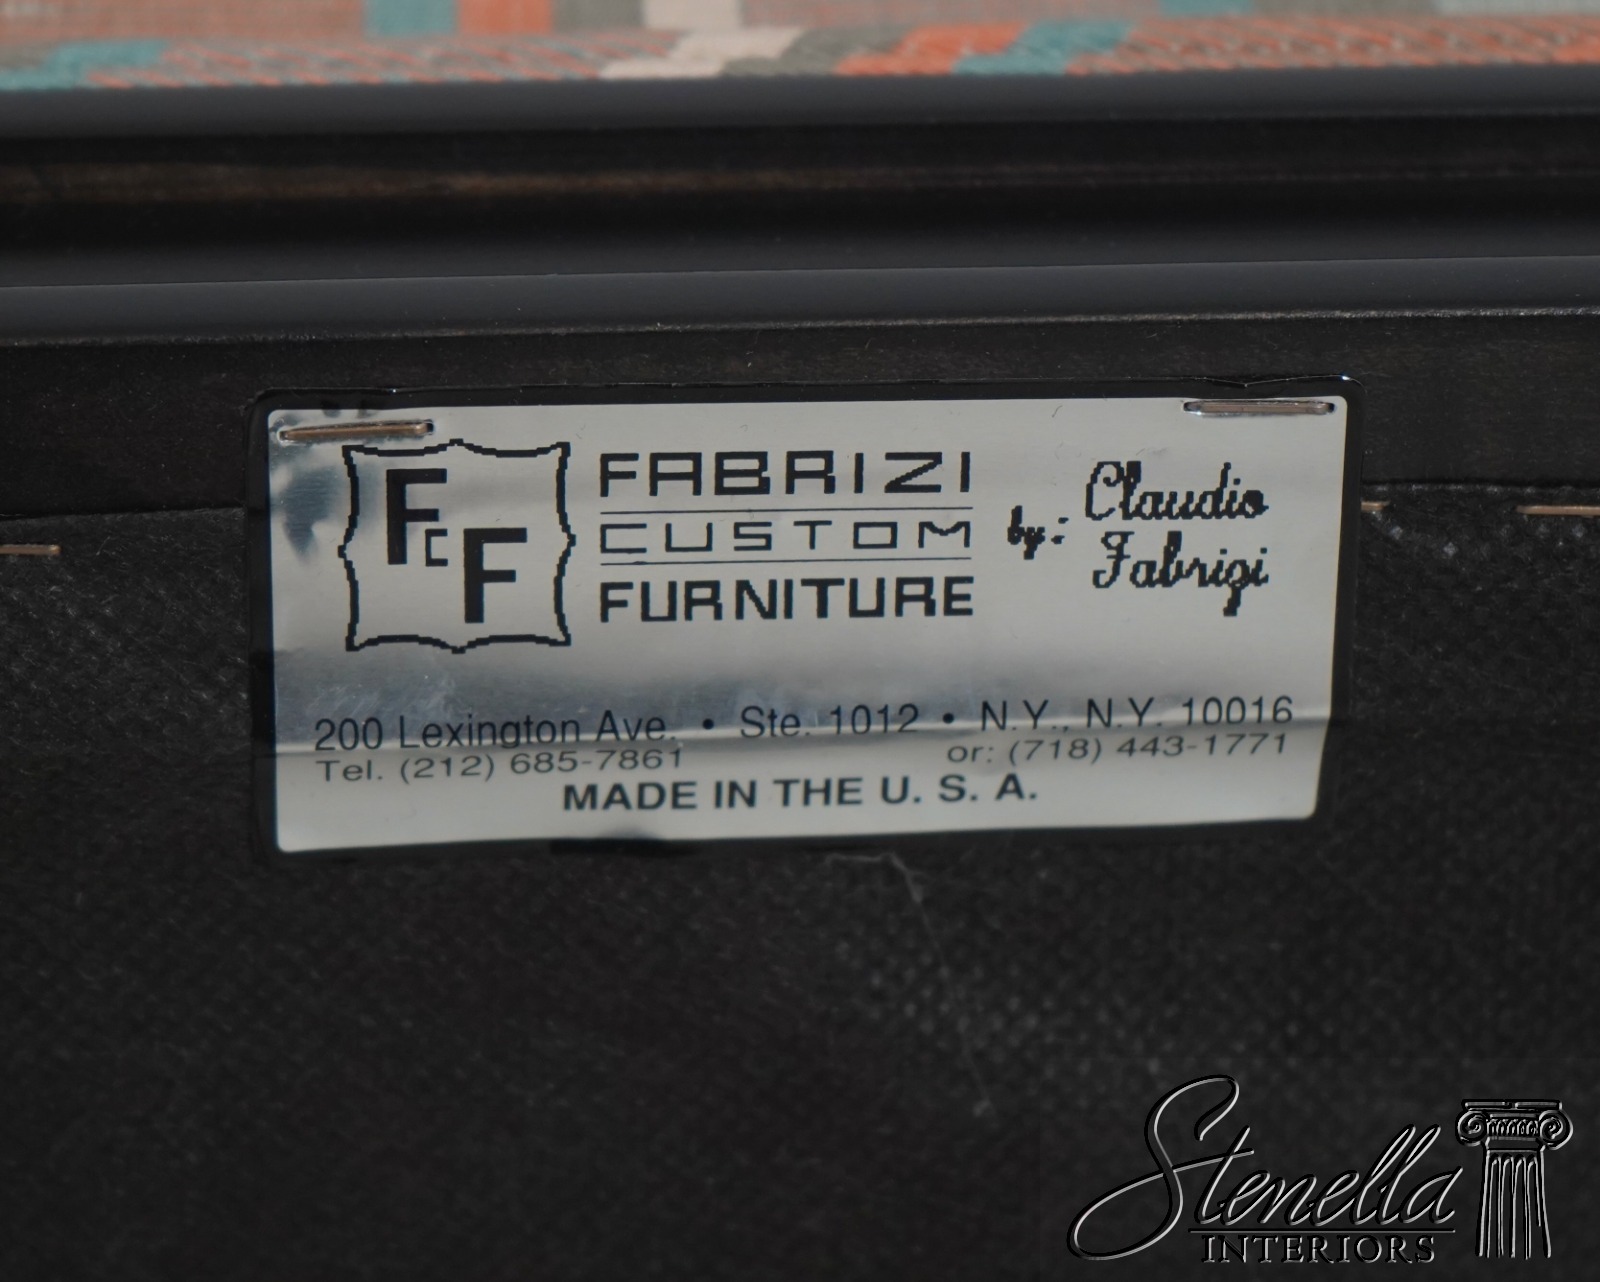 FCF
FABRIZI
CUSTOM
FURNITURE
by: Claudio
Fabrizi
200 Lexington Ave. • Ste. 1012 • N.Y., N.Y. 10016
Tel. (212) 685-7861 or: (718) 443-1771
MADE IN THE U. S. A.
Stenella
INTERIORS